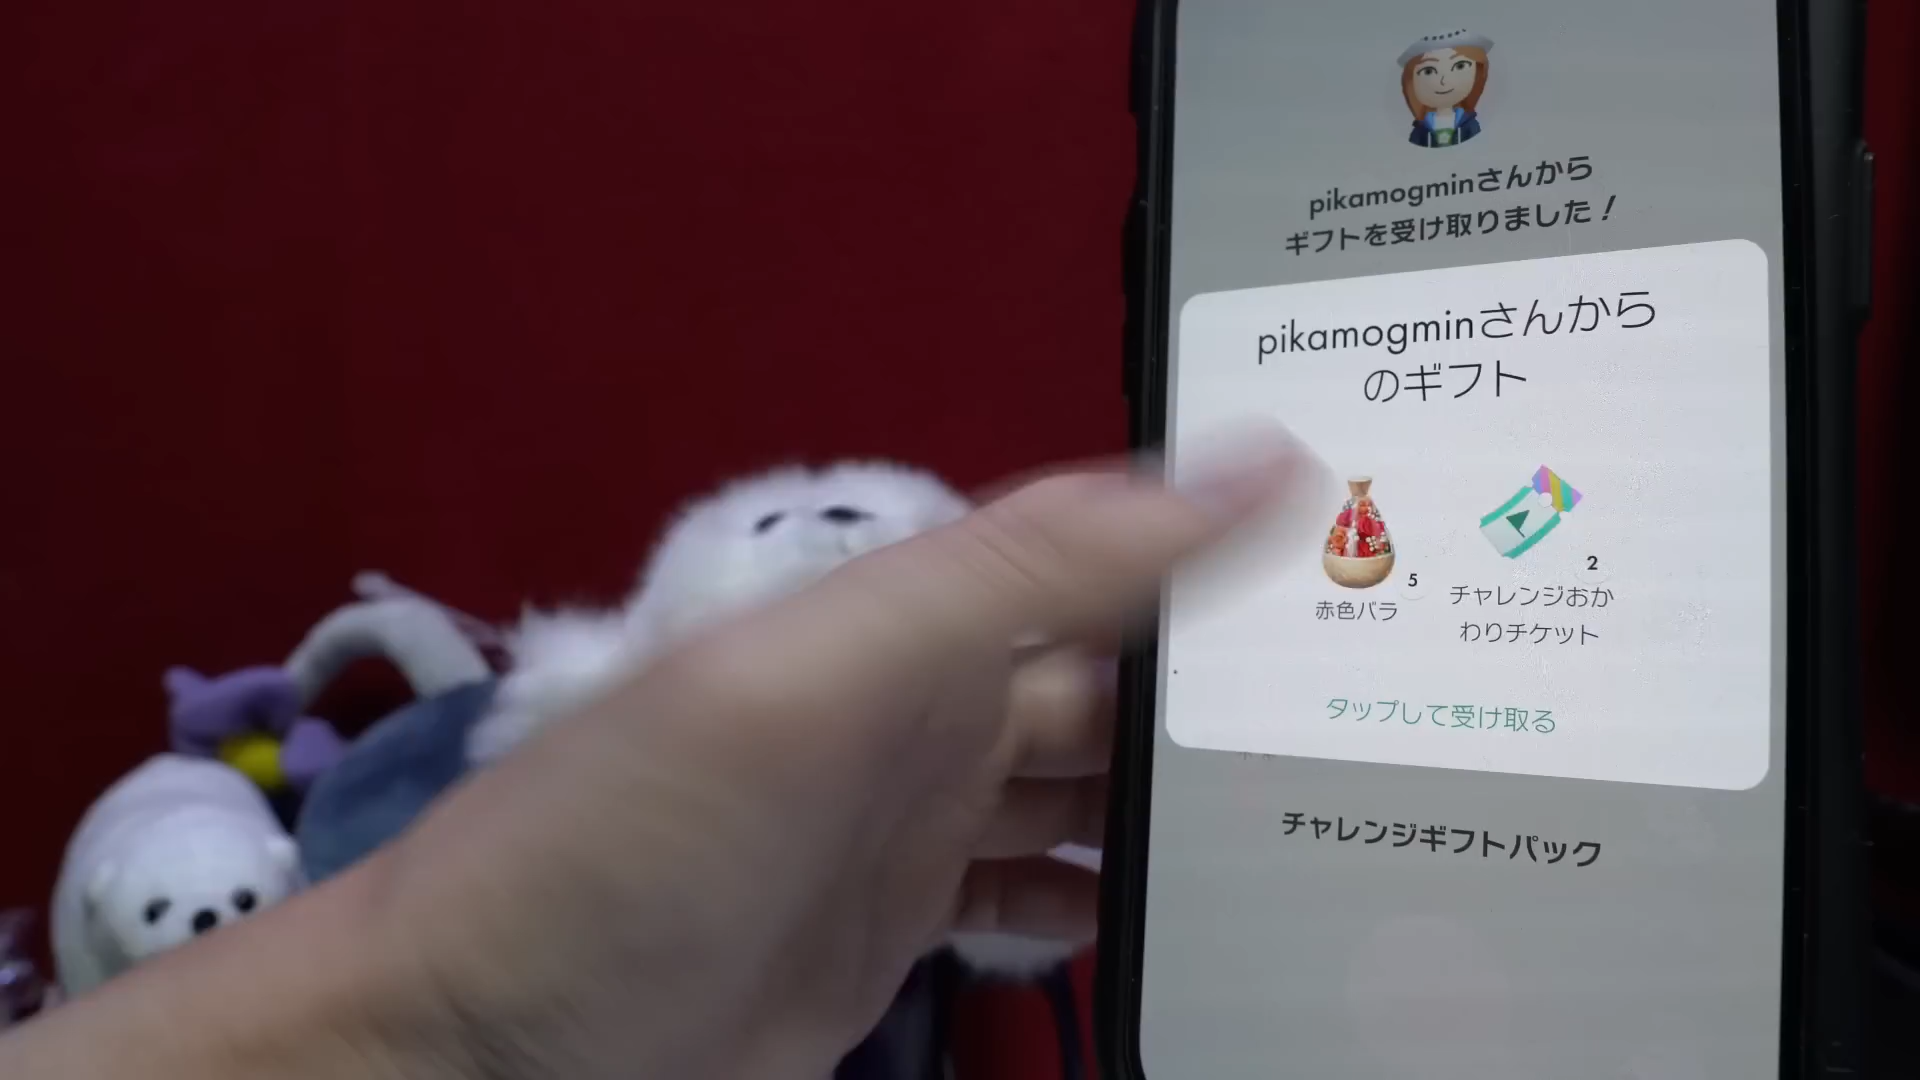 pikamogminさんから
ギフトを受け取りました！
pikamogminさんから
のギフト
5
赤色バラ
2
チャレンジおか
わりチケット
タップして受け取る
チャレンジギフトパック